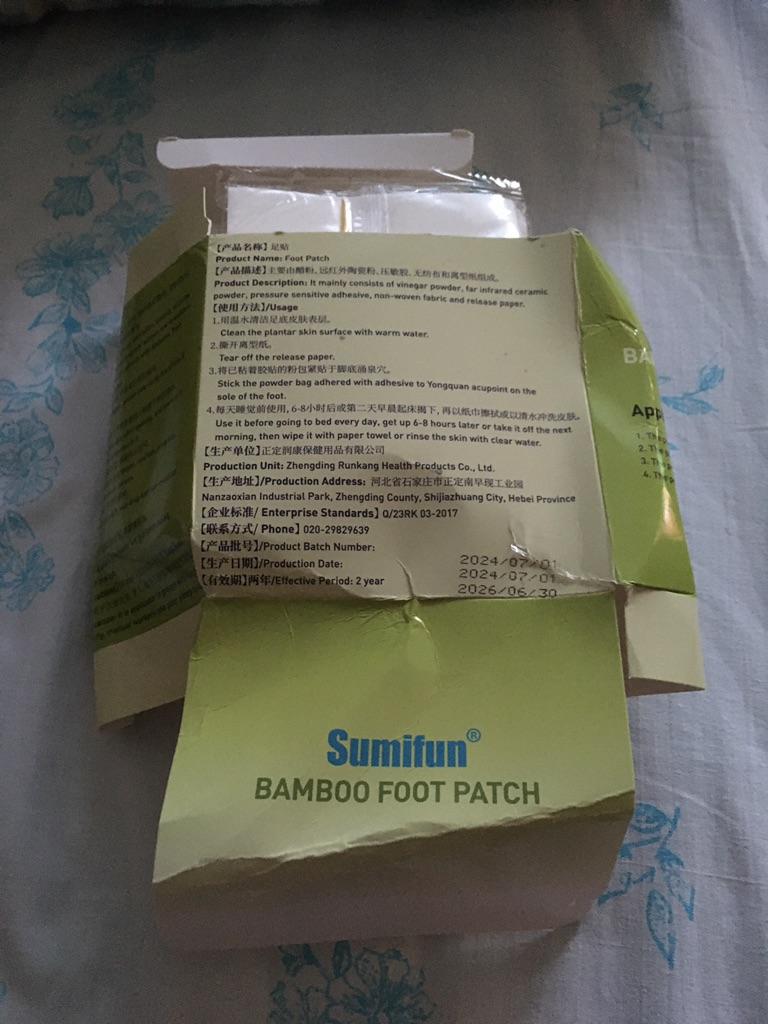 【产品名称】足贴
Product Name: Foot Patch
【产品描述】主要由醋粉、远红外陶瓷粉、压敏胶、无纺布和离型纸组成。
Product Description: It mainly consists of vinegar powder, far infrared ceramic
powder, pressure sensitive adhesive, non-woven fabric and release paper.
【使用方法】/Usage
1.用温水清洁足底皮肤表层。
Clean the plantar skin surface with warm water.
2.撕开离型纸。
Tear off the release paper.
3.将已粘着胶贴的粉包紧贴于脚底涌泉穴。
Stick the powder bag adhered with adhesive to Yongquan acupoint on the
sole of the foot.
4.每天睡觉前使用,6-8小时后或第二天早晨起床揭下,再以纸巾擦拭或以清水冲洗皮肤。
Use it before going to bed every day, get up 6-8 hours later or take it off the next
morning, then wipe it with paper towel or rinse the skin with clear water.
【生产单位】正定润康保健用品有限公司
Production Unit: Zhengding Runkang Health Products Co., Ltd.
【生产地址】/Production Address: 河北省石家庄市正定南早现工业园
Nanzaoxian Industrial Park, Zhengding County, Shijiazhuang City, Hebei Province
【企业标准/ Enterprise Standards】Q/23RK 03-2017
【联系方式/ Phone】020-29829639
【产品批号】/Product Batch Number: 2024/07/01
【生产日期】/Production Date: 2024/07/01
【有效期】两年/Effective Period: 2 year 2026/06/30
Sumifun®
BAMBOO FOOT PATCH
BA
App
1. The
2. Th
3. The
4. The